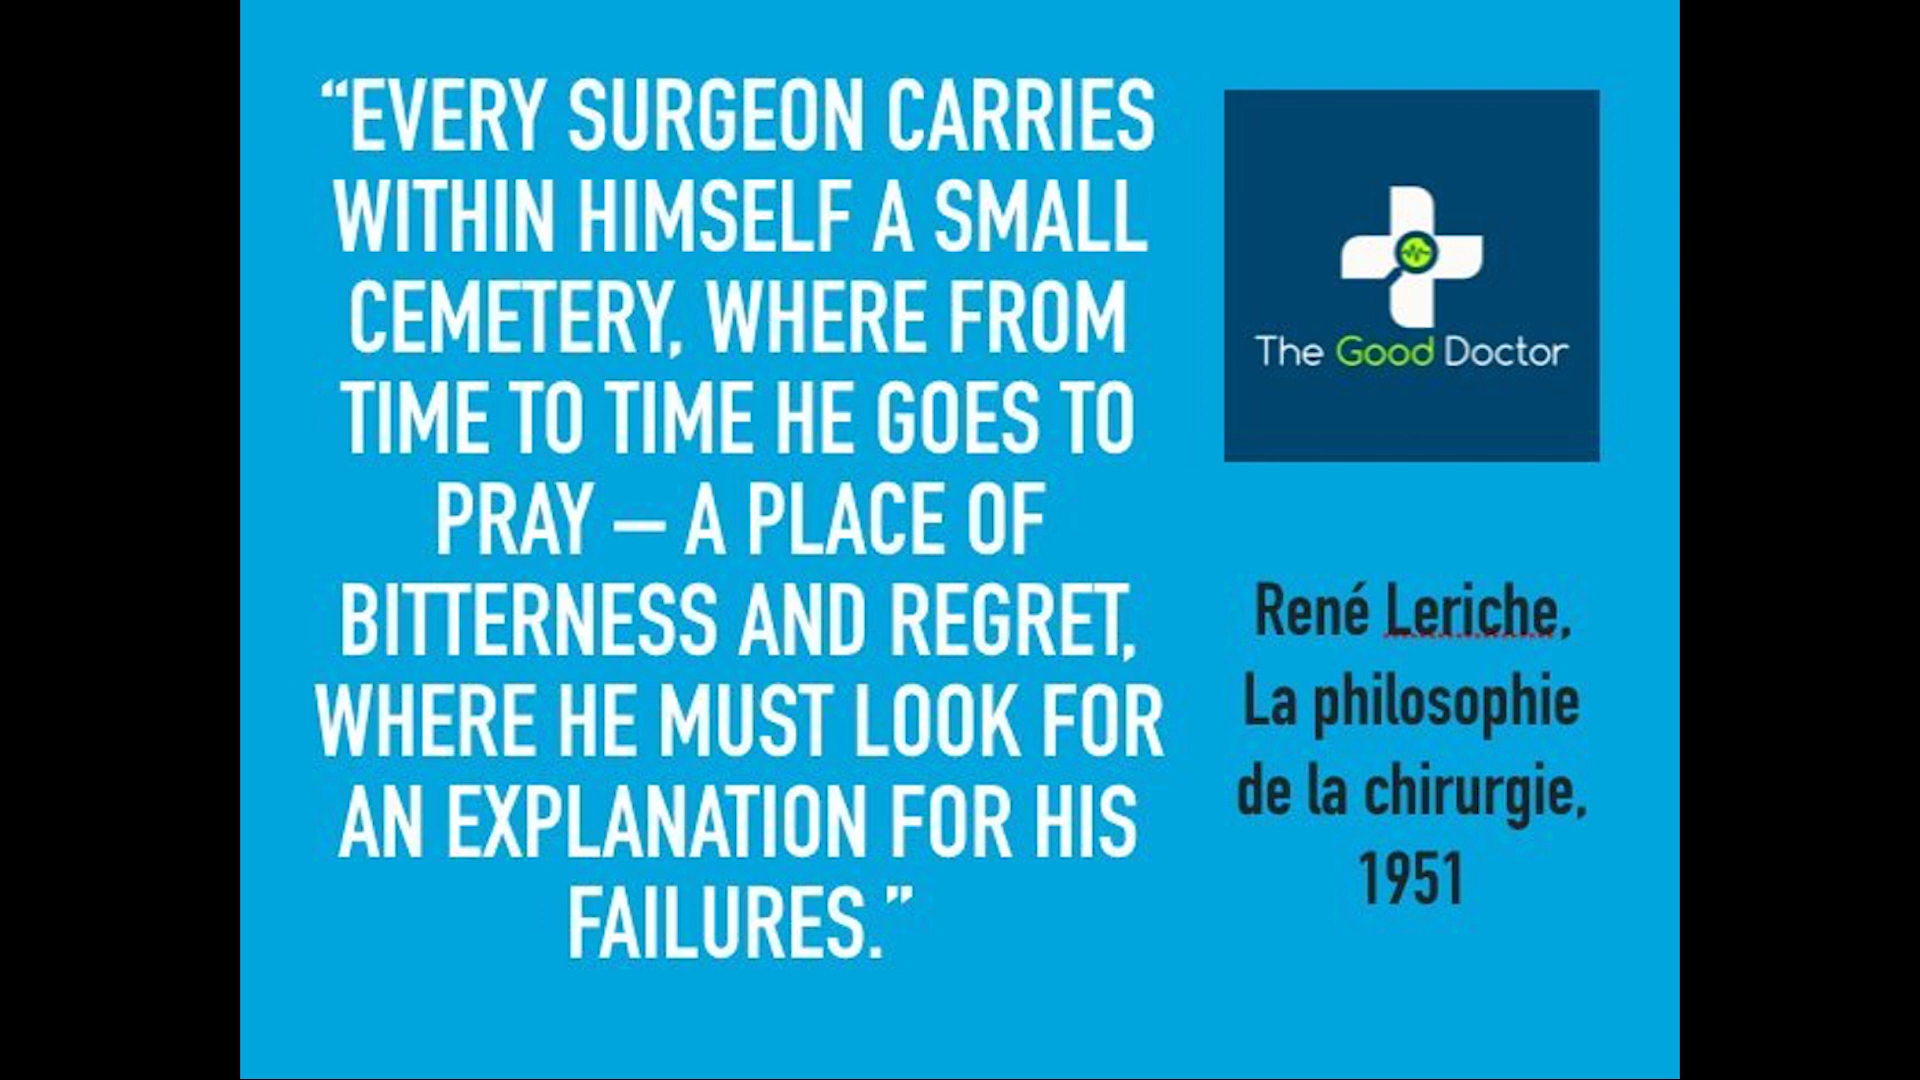 “EVERY SURGEON CARRIES
WITHIN HIMSELF A SMALL
CEMETERY, WHERE FROM
TIME TO TIME HE GOES TO
PRAY – A PLACE OF
BITTERNESS AND REGRET,
WHERE HE MUST LOOK FOR
AN EXPLANATION FOR HIS
FAILURES.”
The Good Doctor
René Leriche,
La philosophie
de la chirurgie,
1951